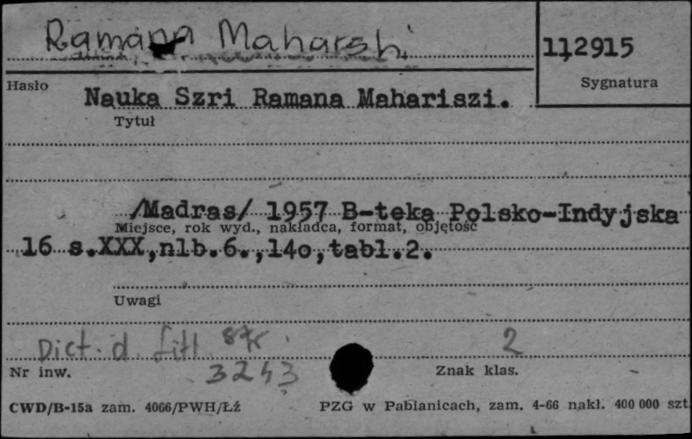 Ramana Maharshi
112915
Hasło
Sygnatura
Nauka Szri Ramana Mahariszi.
Tytuł
/Madras/ 1957 B-teka Polsko-Indyjska
Miejsce, rok wyd., nakładca, format, objętość
16 s.XXX,nlb.6.,140,tabl.2.
Uwagi
Dict. d. 2
Nr inw. 3243 Znak klas.
CWD/B-15a zam. 4066/PWH/Łź PZG w Pabianicach, zam. 4-66 nakł. 400 000 szt.